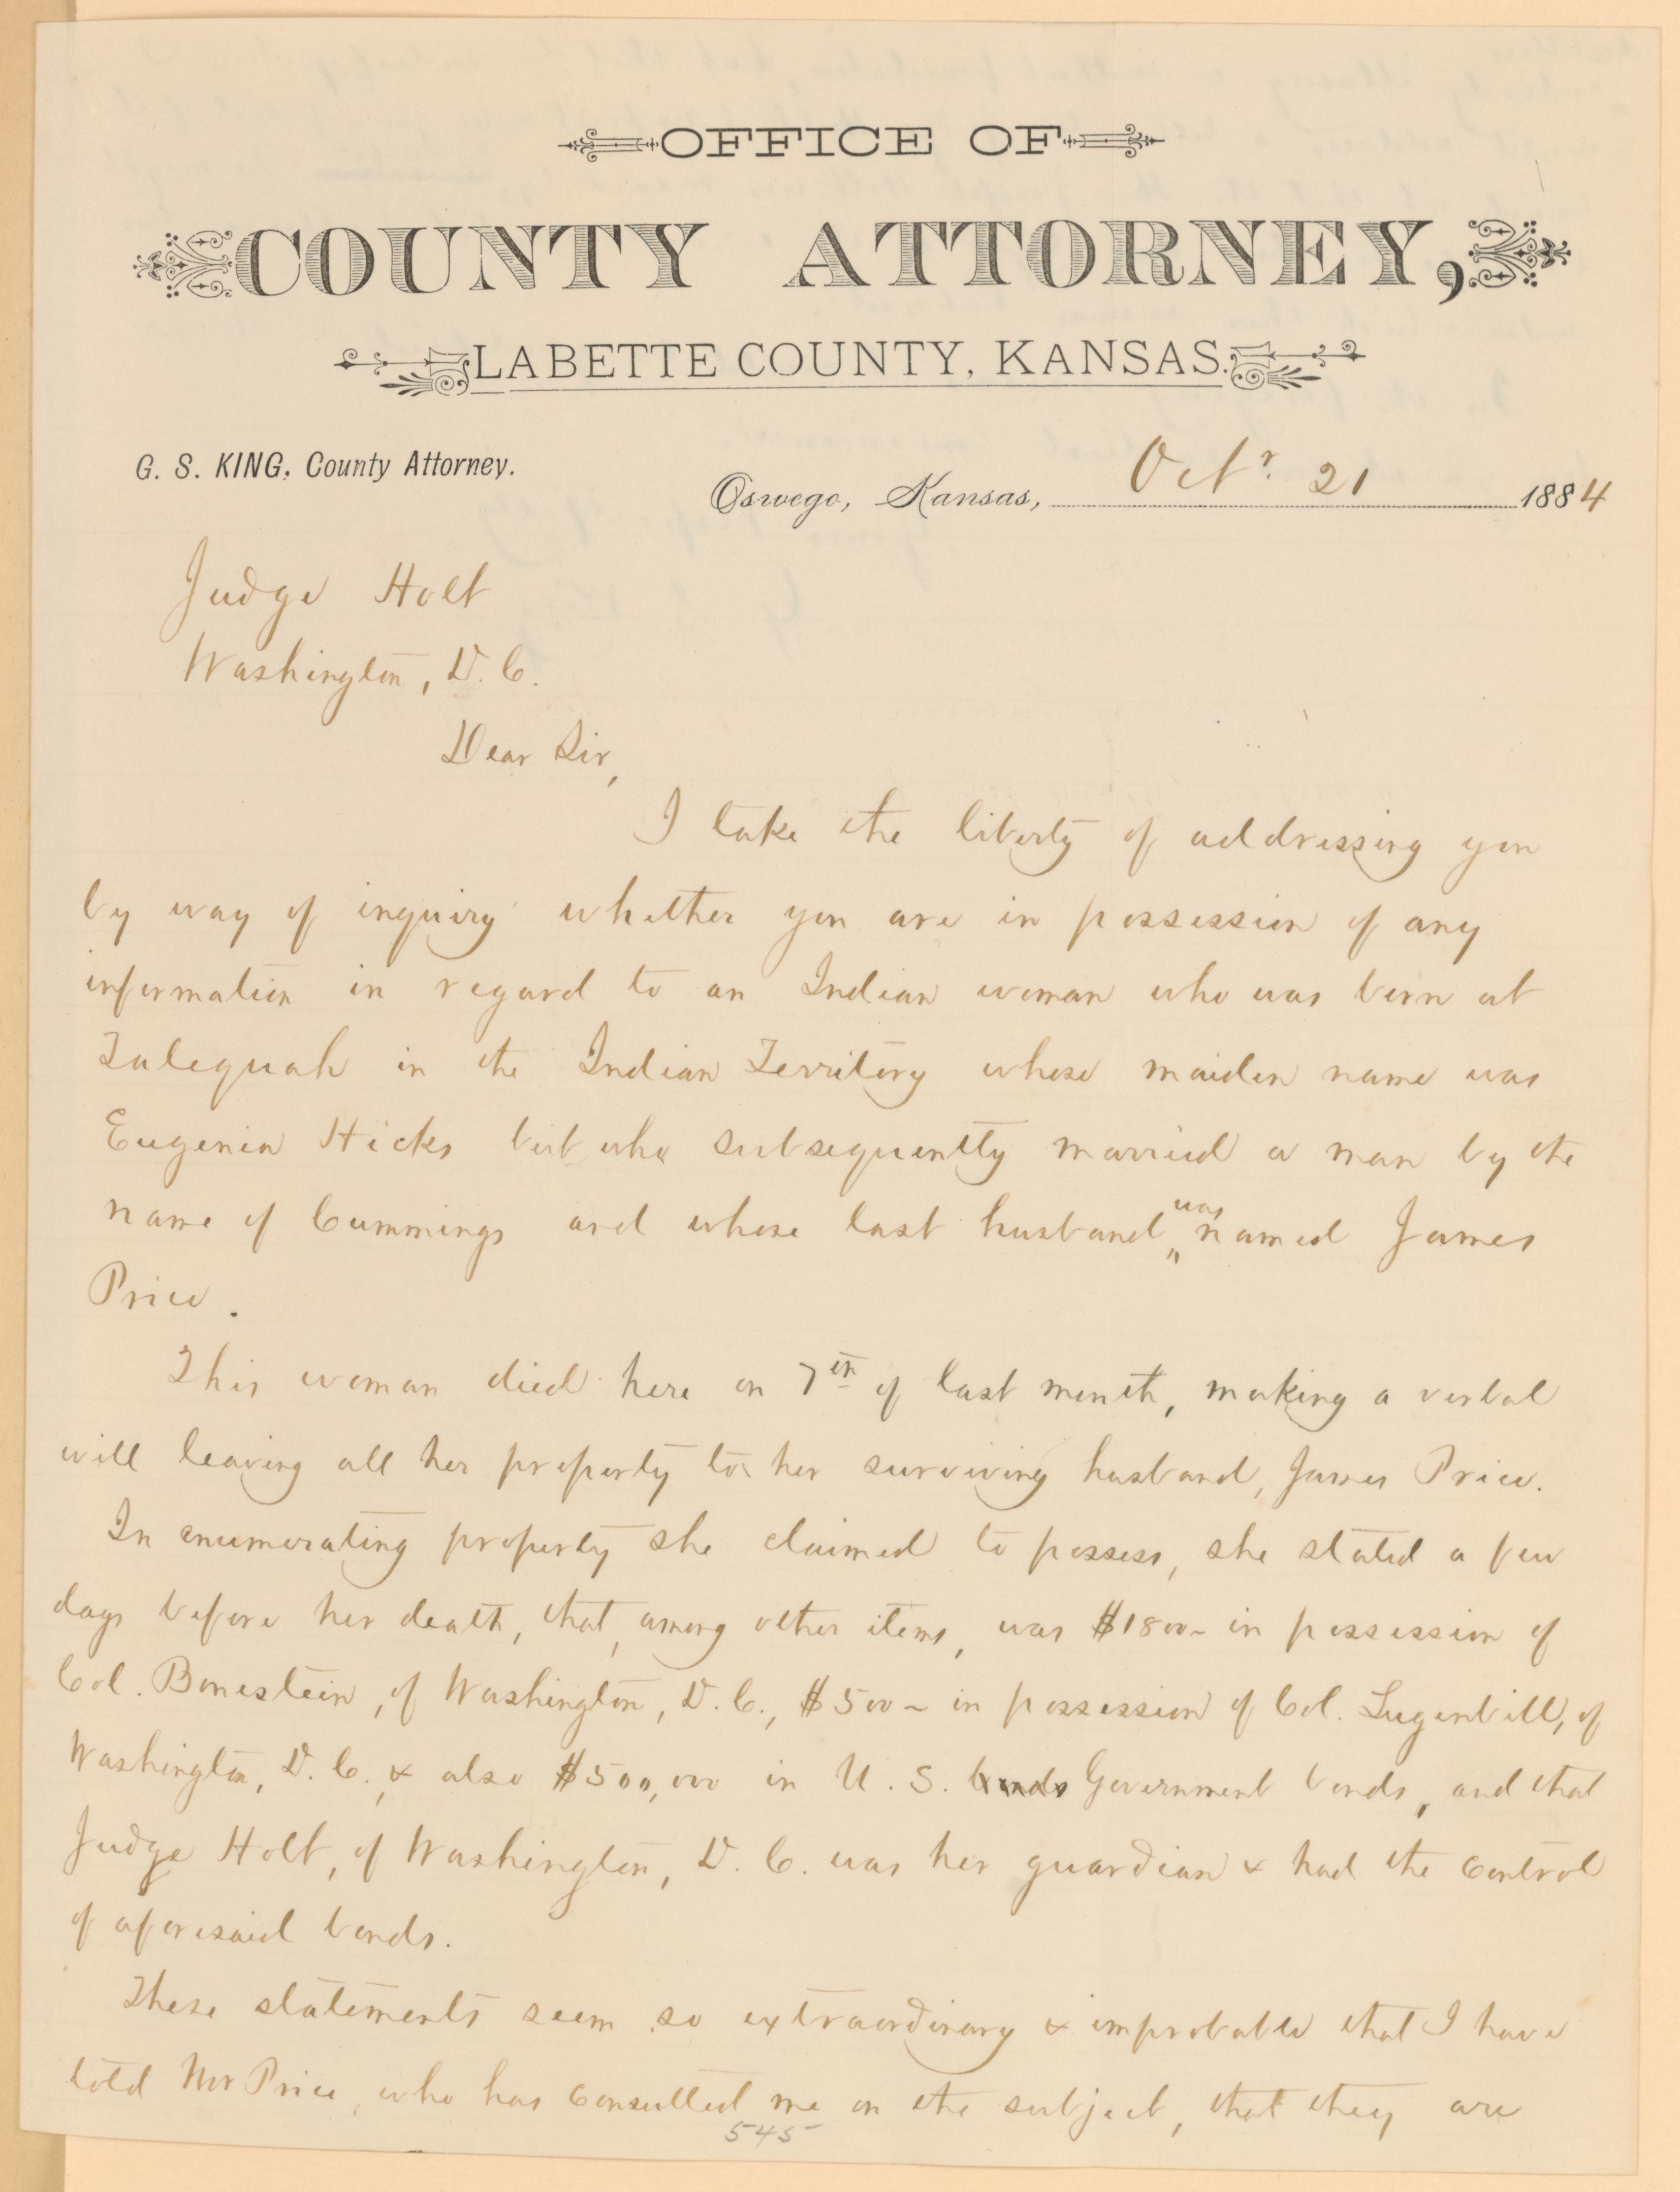 OFFICE OF
COUNTY ATTORNEY,
LABETTE COUNTY, KANSAS.
G. S. KING, County Attorney.
Oswego, Kansas, Octr. 21 1884
Judge Holt
Washington, D. C.
Dear Sir,
I take the liberty of addressing you
by way of inquiry whether you are in possession of any
information in regard to an Indian woman who was born at
Talequah in the Indian Territory whose maiden name was
Eugenia Hicks but who subsequently married a man by the
name of Cummings and whose last husband was named James
Price.
This woman died here on 7th of last month, making a verbal
will leaving all her property to her surviving husband, James Price.
In enumerating property she claimed to possess, she stated a few
days before her death, that, among other items, was $1800- in possession of
Col. Bonestein, of Washington, D. C., $500- in possession of Col. Lugenbill, of
Washington, D. C. & also $500,000 in U. S. bonds Government bonds, and that
Judge Holt, of Washington, D. C. was her guardian & had the control
of aforesaid bonds.
These statements seem so extraordinary & improbable that I have
told Mr Price, who has consulted me on the subject, that they are
545